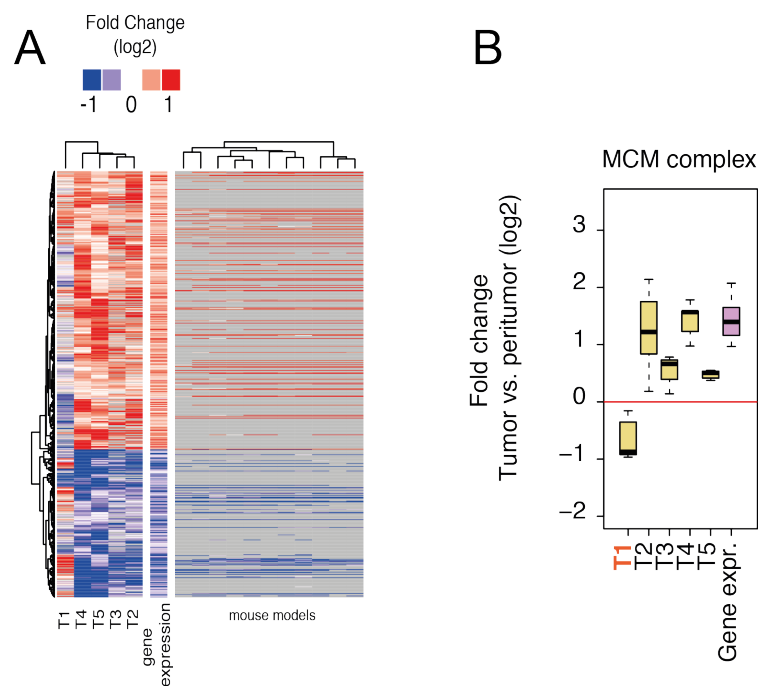 A
Fold Change
(log2)
-1 0 1
T1 T4 T5 T3 T2
gene
expression
mouse models
B
MCM complex
Fold change
Tumor vs. peritumor (log2)
3
2
1
0
−1
−2
T1 T2 T3 T4 T5 Gene expr.